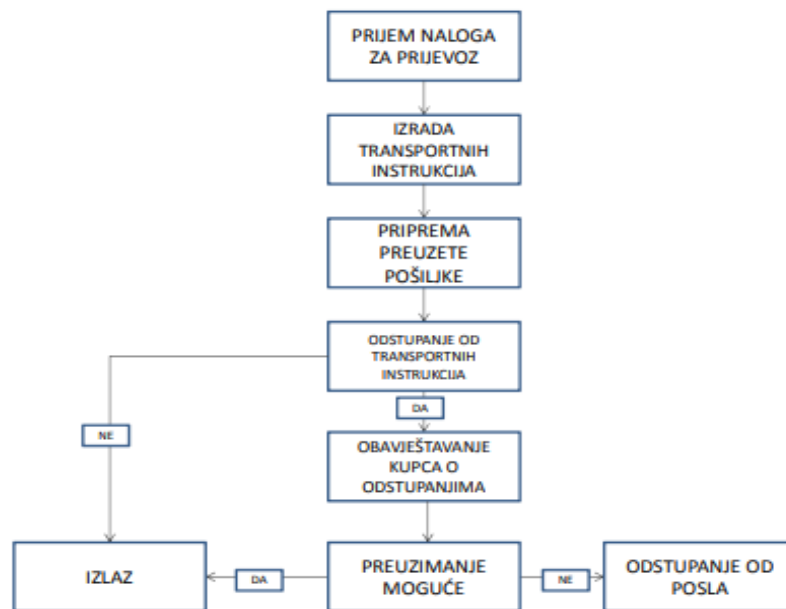 PRIJEM NALOGA
ZA PRIJEVOZ
IZRADA
TRANSPORTNIH
INSTRUKCIJA
PRIPREMA
PREUZETE
POŠILJKE
ODSTUPANJE OD
TRANSPORTNIH
INSTRUKCIJA
DA
NE
OBAVJEŠTAVANJE
KUPCA O
ODSTUPANJIMA
IZLAZ
DA
PREUZIMANJE
MOGUĆE
NE
ODSTUPANJE OD
POSLA